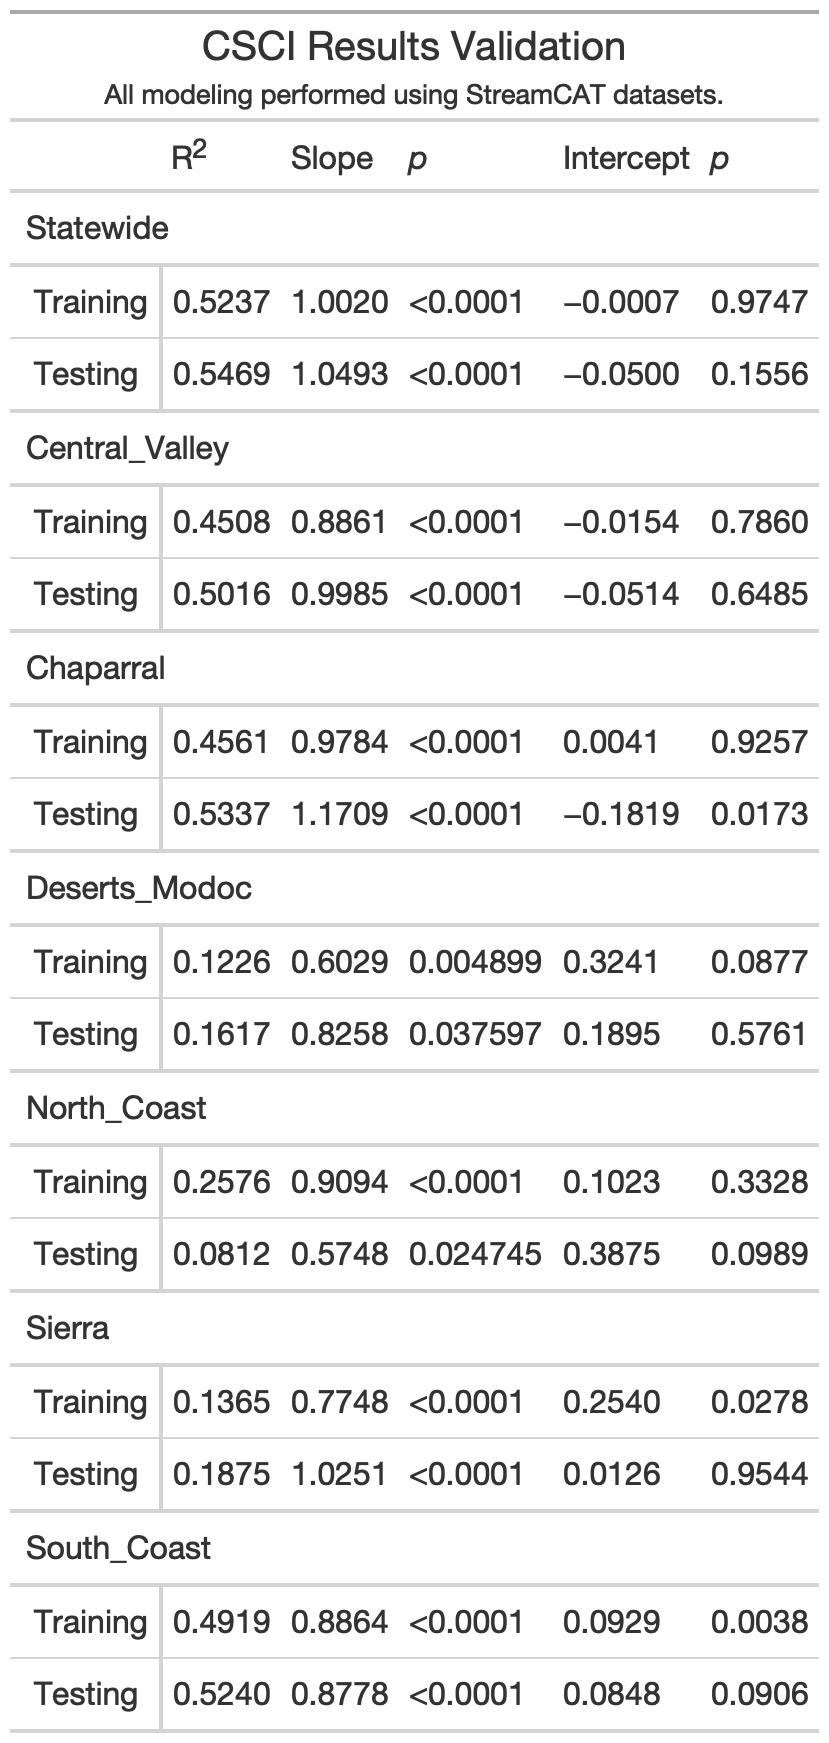 CSCI Results Validation
All modeling performed using StreamCAT datasets.
R² Slope p Intercept p
Statewide
Training 0.5237 1.0020 <0.0001 −0.0007 0.9747
Testing 0.5469 1.0493 <0.0001 −0.0500 0.1556
Central_Valley
Training 0.4508 0.8861 <0.0001 −0.0154 0.7860
Testing 0.5016 0.9985 <0.0001 −0.0514 0.6485
Chaparral
Training 0.4561 0.9784 <0.0001 0.0041 0.9257
Testing 0.5337 1.1709 <0.0001 −0.1819 0.0173
Deserts_Modoc
Training 0.1226 0.6029 0.004899 0.3241 0.0877
Testing 0.1617 0.8258 0.037597 0.1895 0.5761
North_Coast
Training 0.2576 0.9094 <0.0001 0.1023 0.3328
Testing 0.0812 0.5748 0.024745 0.3875 0.0989
Sierra
Training 0.1365 0.7748 <0.0001 0.2540 0.0278
Testing 0.1875 1.0251 <0.0001 0.0126 0.9544
South_Coast
Training 0.4919 0.8864 <0.0001 0.0929 0.0038
Testing 0.5240 0.8778 <0.0001 0.0848 0.0906